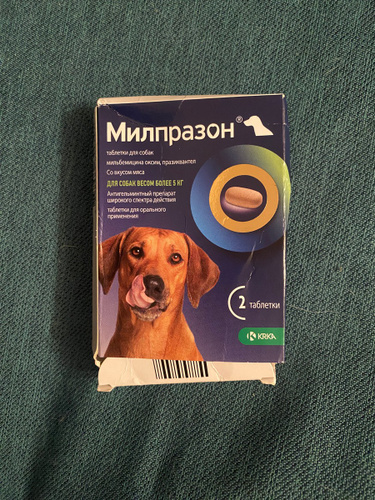 Милпразон®
таблетки для собак
мильбемицина оксим, празиквантел
Со вкусом мяса
ДЛЯ СОБАК ВЕСОМ БОЛЕЕ 5 КГ
Антигельминтный препарат
широкого спектра действия
таблетки для орального
применения
2 таблетки
KRKA